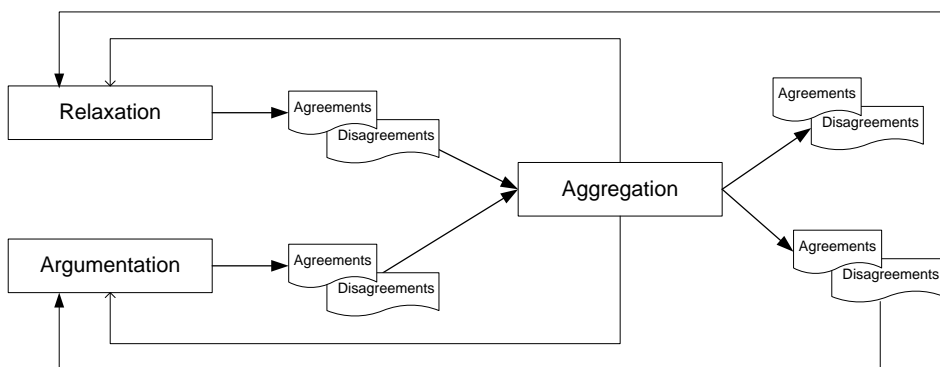 Relaxation
Agreements
Disagreements
Agreements
Disagreements
Aggregation
Argumentation
Agreements
Disagreements
Agreements
Disagreements